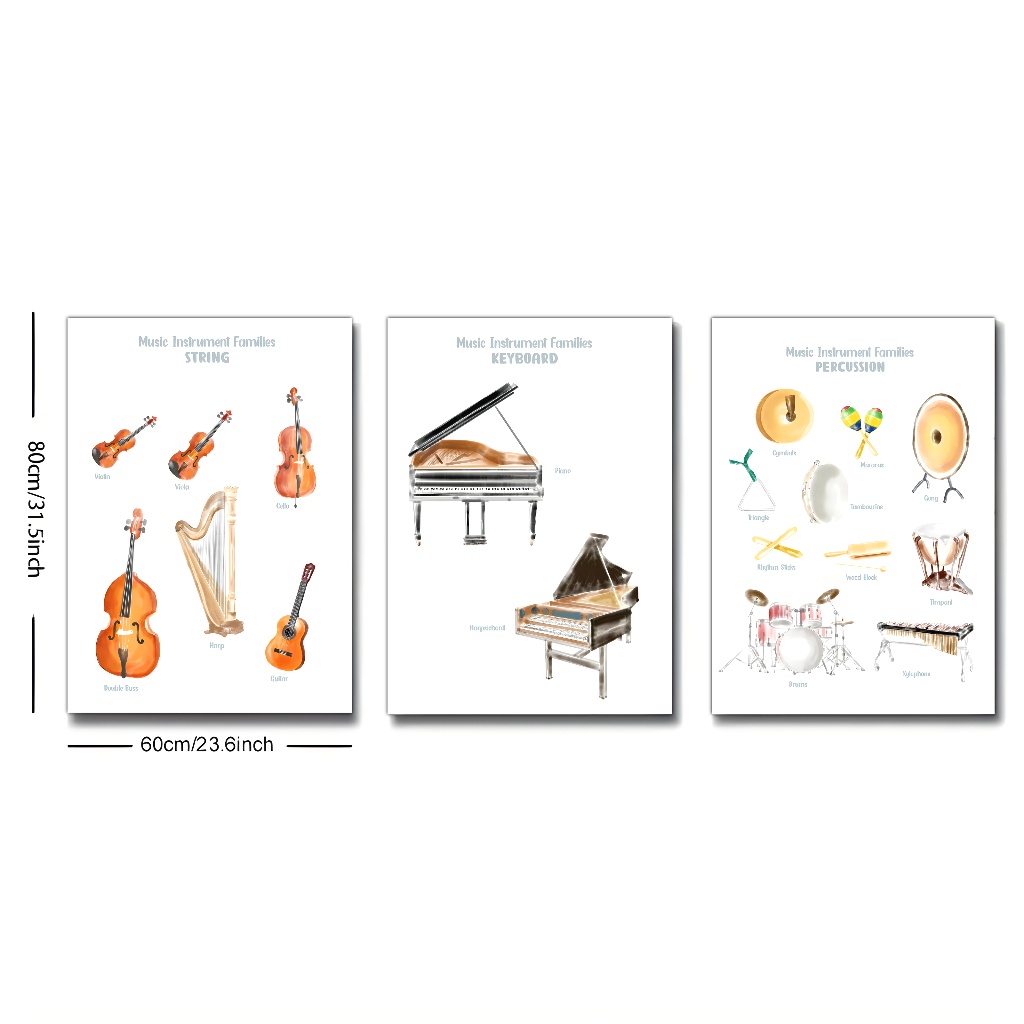 80cm/31.5inch
Music Instrument Families
STRING
Violin
Viola
Cello
Double Bass
Harp
Guitar
60cm/23.6inch
Music Instrument Families
KEYBOARD
Piano
Harpsichord
Music Instrument Families
PERCUSSION
Cymbals
Maracas
Gong
Triangle
Tambourine
Rhythm Sticks
Wood Block
Timpani
Drums
Xylophone